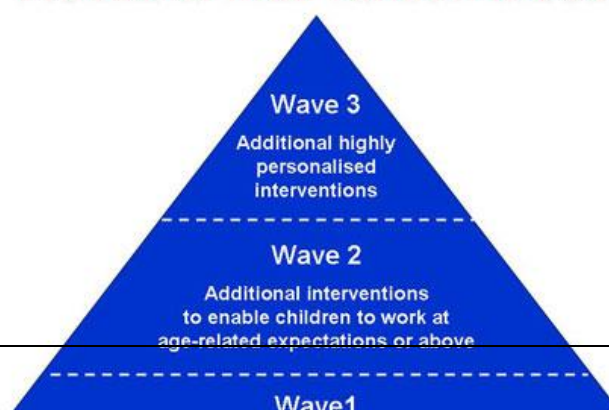 Wave 3
Additional highly
personalised
interventions
Wave 2
Additional interventions
to enable children to work at
age-related expectations or above
Wave1